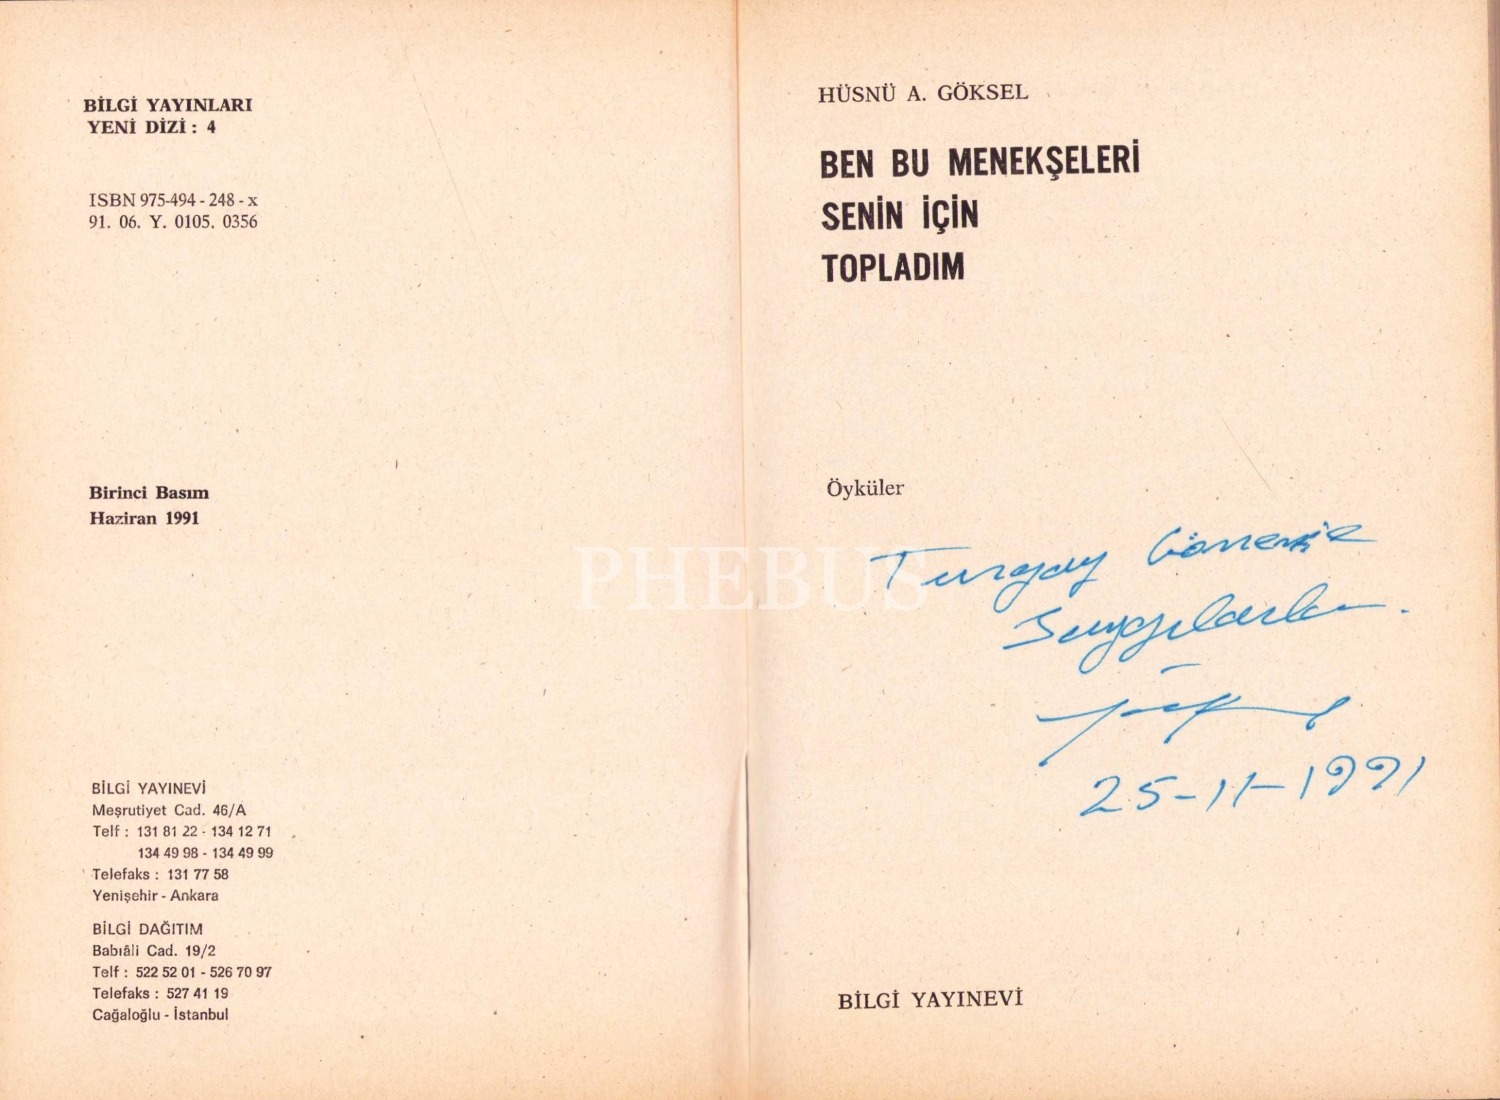 BİLGİ YAYINLARI
YENİ DİZİ : 4
ISBN 975-494 - 248 - x
91. 06. Y. 0105. 0356
Birinci Basım
Haziran 1991
BİLGİ YAYINEVİ
Meşrutiyet Cad. 46/A
Telf : 131 81 22 - 134 12 71
134 49 98 - 134 49 99
Telefaks : 131 77 58
Yenişehir - Ankara
BİLGİ DAĞITIM
Babıâli Cad. 19/2
Telf : 522 52 01 - 526 70 97
Telefaks : 527 41 19
Cağaloğlu - İstanbul
HÜSNÜ A. GÖKSEL
BEN BU MENEKŞELERİ
SENİN İÇİN
TOPLADIM
Öyküler
PHEBUS
Turgay
Saygılarla.
25-11-1991
BİLGİ YAYINEVİ